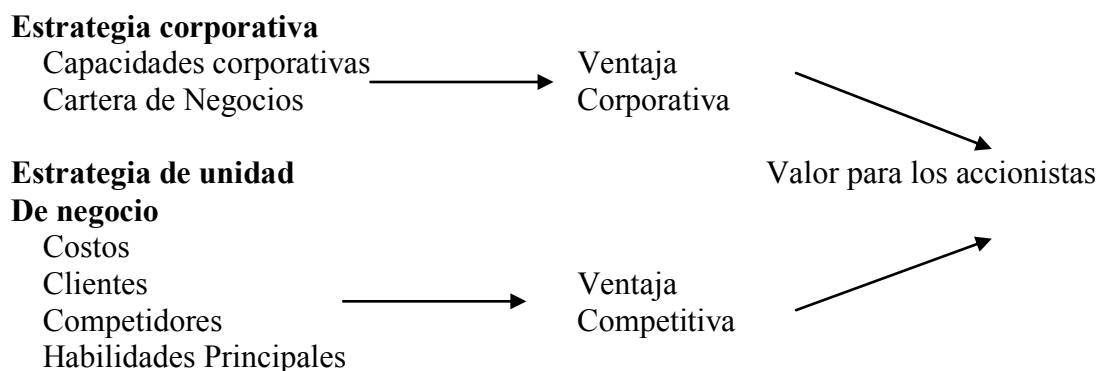 Estrategia corporativa
Capacidades corporativas
Cartera de Negocios
Ventaja
Corporativa
Estrategia de unidad
De negocio
Valor para los accionistas
Costos
Clientes
Competidores
Habilidades Principales
Ventaja
Competitiva